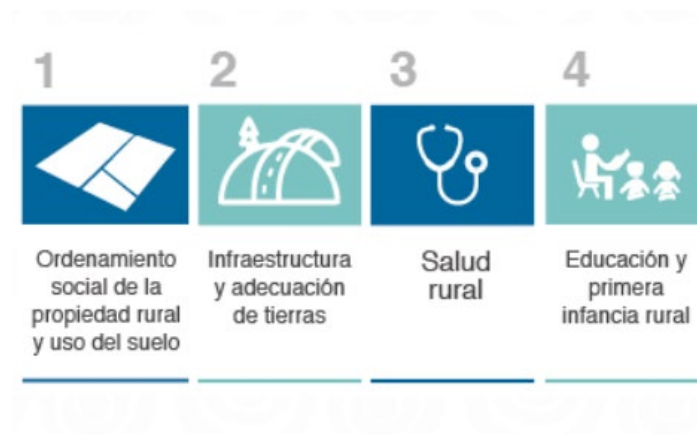 1
Ordenamiento
social de la
propiedad rural
y uso del suelo
2
Infraestructura
y adecuación
de tierras
3
Salud
rural
4
Educación y
primera
infancia rural